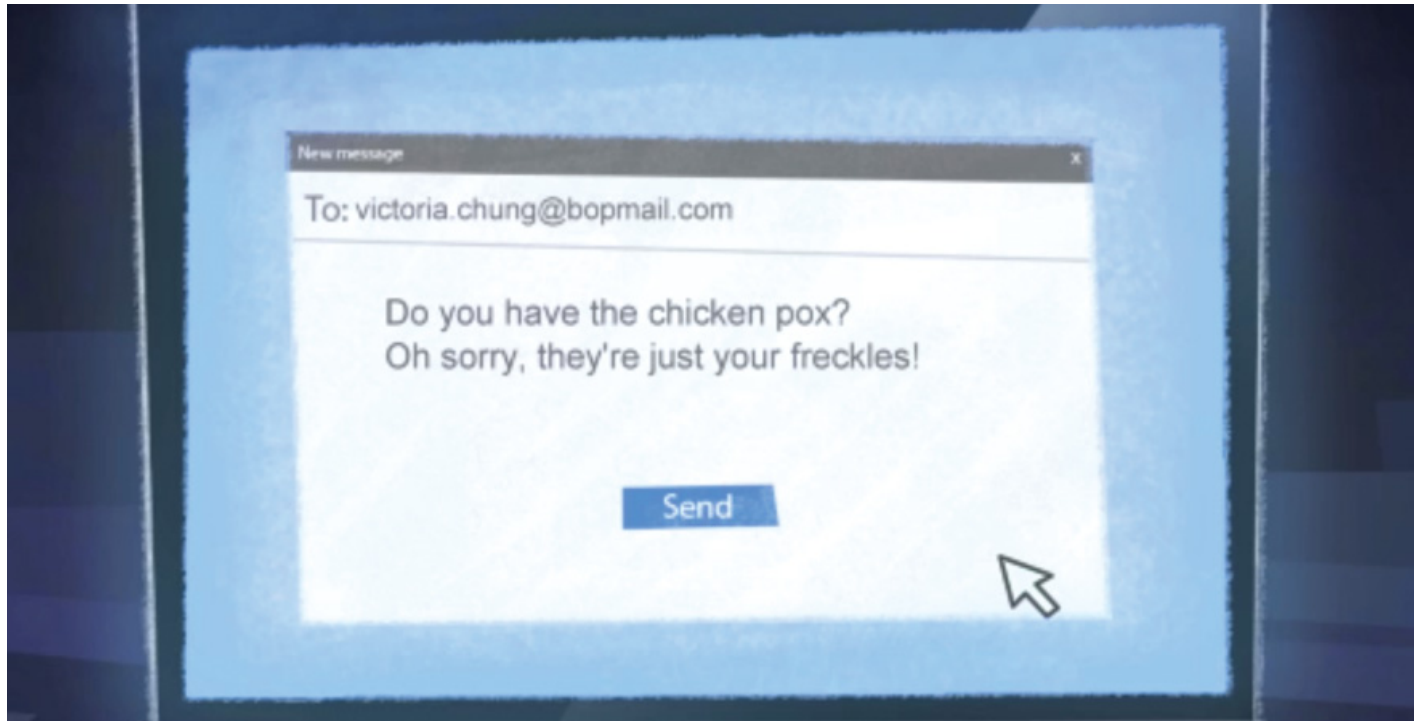 New message
x
To: victoria.chung@bopmail.com
Do you have the chicken pox?
Oh sorry, they're just your freckles!
Send